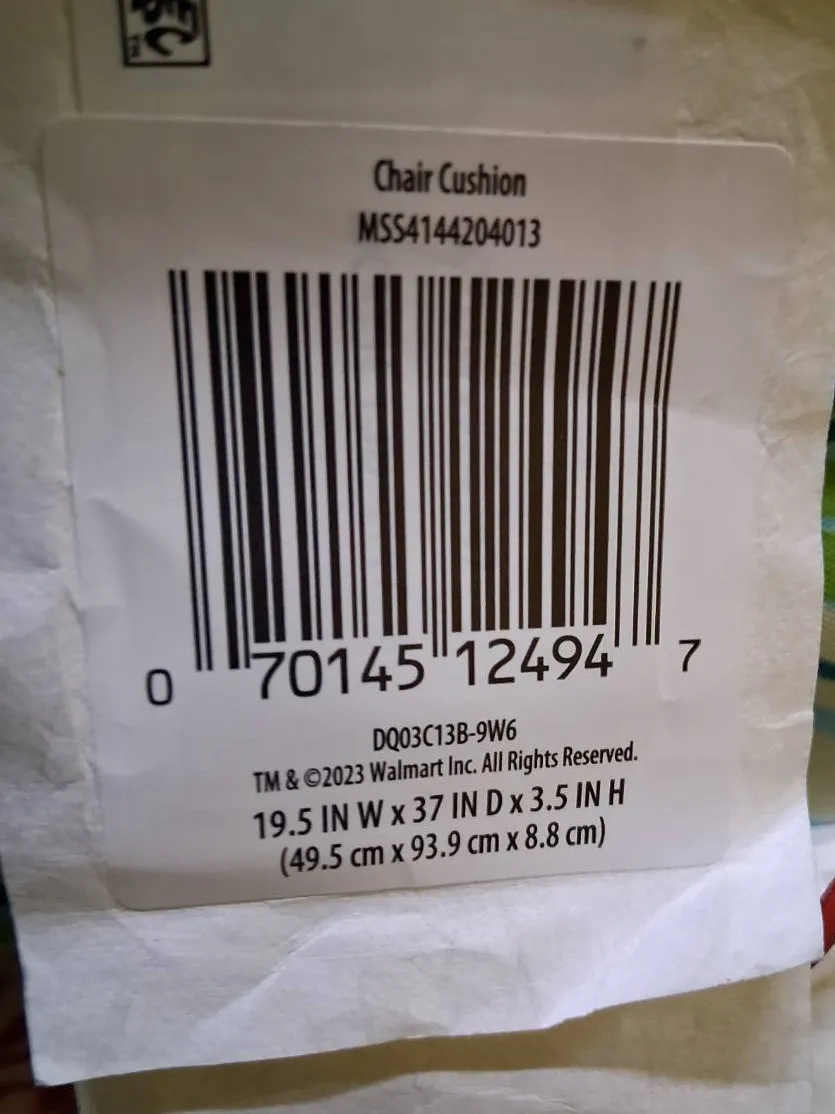 Chair Cushion
MSS4144204013
0 70145 12494 7
DQ03C13B-9W6
TM & ©2023 Walmart Inc. All Rights Reserved.
19.5 IN W x 37 IN D x 3.5 IN H
(49.5 cm x 93.9 cm x 8.8 cm)